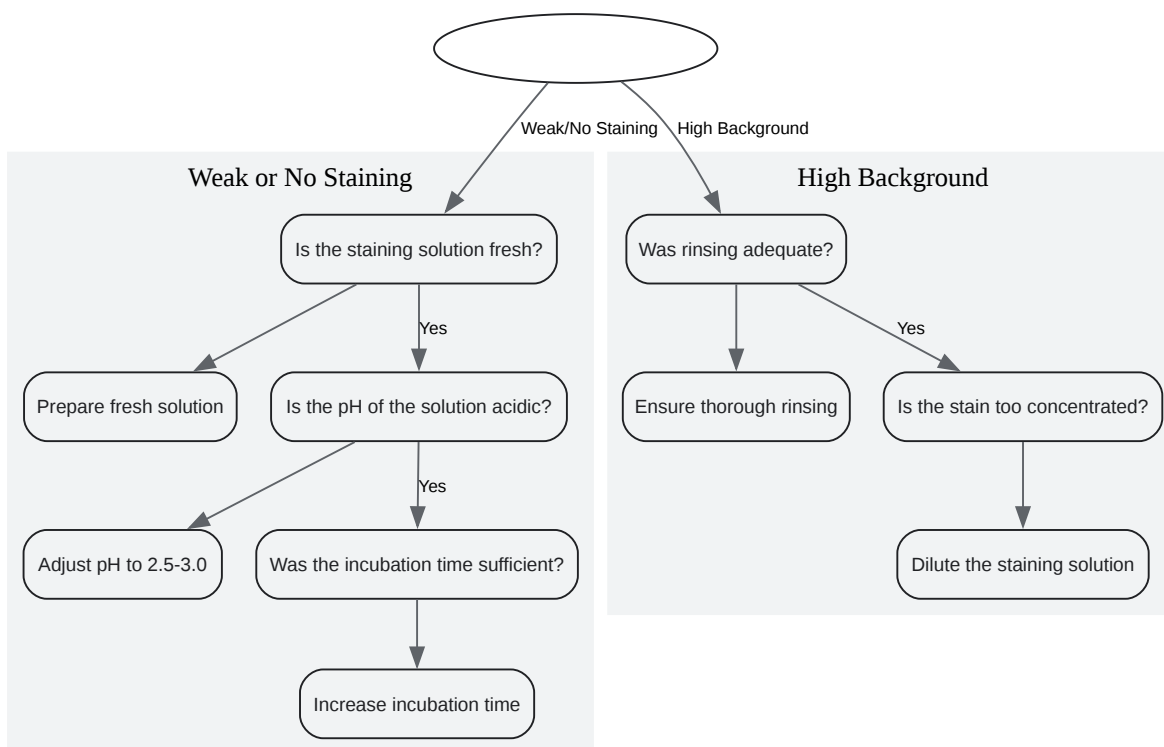 Weak/No Staining
High Background
Weak or No Staining
High Background
Is the staining solution fresh?
Was rinsing adequate?
Yes
Yes
Prepare fresh solution
Is the pH of the solution acidic?
Ensure thorough rinsing
Is the stain too concentrated?
Yes
Adjust pH to 2.5-3.0
Was the incubation time sufficient?
Dilute the staining solution
Increase incubation time